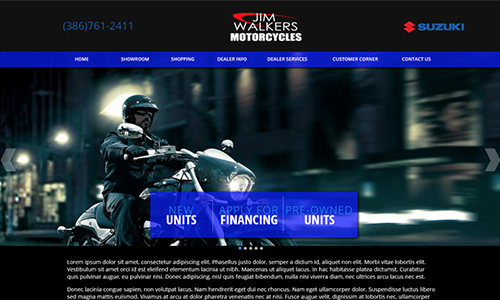 (386)761-2411
JIM
WALKERS
MOTORCYCLES
SUZUKI
HOME SHOWROOM SHOPPING DEALER INFO DEALER SERVICES CUSTOMER CORNER CONTACT US
NEW APPLY FOR PRE-OWNED
UNITS FINANCING UNITS
Lorem ipsum dolor sit amet, consectetur adipiscing elit. Phasellus justo dolor, semper a dictum id, aliquet non elit. Morbi vitae lobortis elit.
Vestibulum sit amet orci id est eleifend elementum lacinia ut nibh. Maecenas ut aliquet lacus. In hac habitasse platea dictumst. Curabitur
quis pulvinar augue, eu pulvinar nisl. Donec adipiscing, nisl quis feugiat bibendum, nulla nisi viverra diam, nec ultrices arcu lacus nec est.
Donec lacinia congue sapien, non volutpat lacus. Nam hendrerit eget dui nec rhoncus. Nam eget ullamcorper dolor. Suspendisse luctus libero
sed magna mattis euismod. Vivamus at arcu at dolor pharetra venenatis nec at nisi. Fusce augue velit, dignissim at lobortis nec, ullamcorper